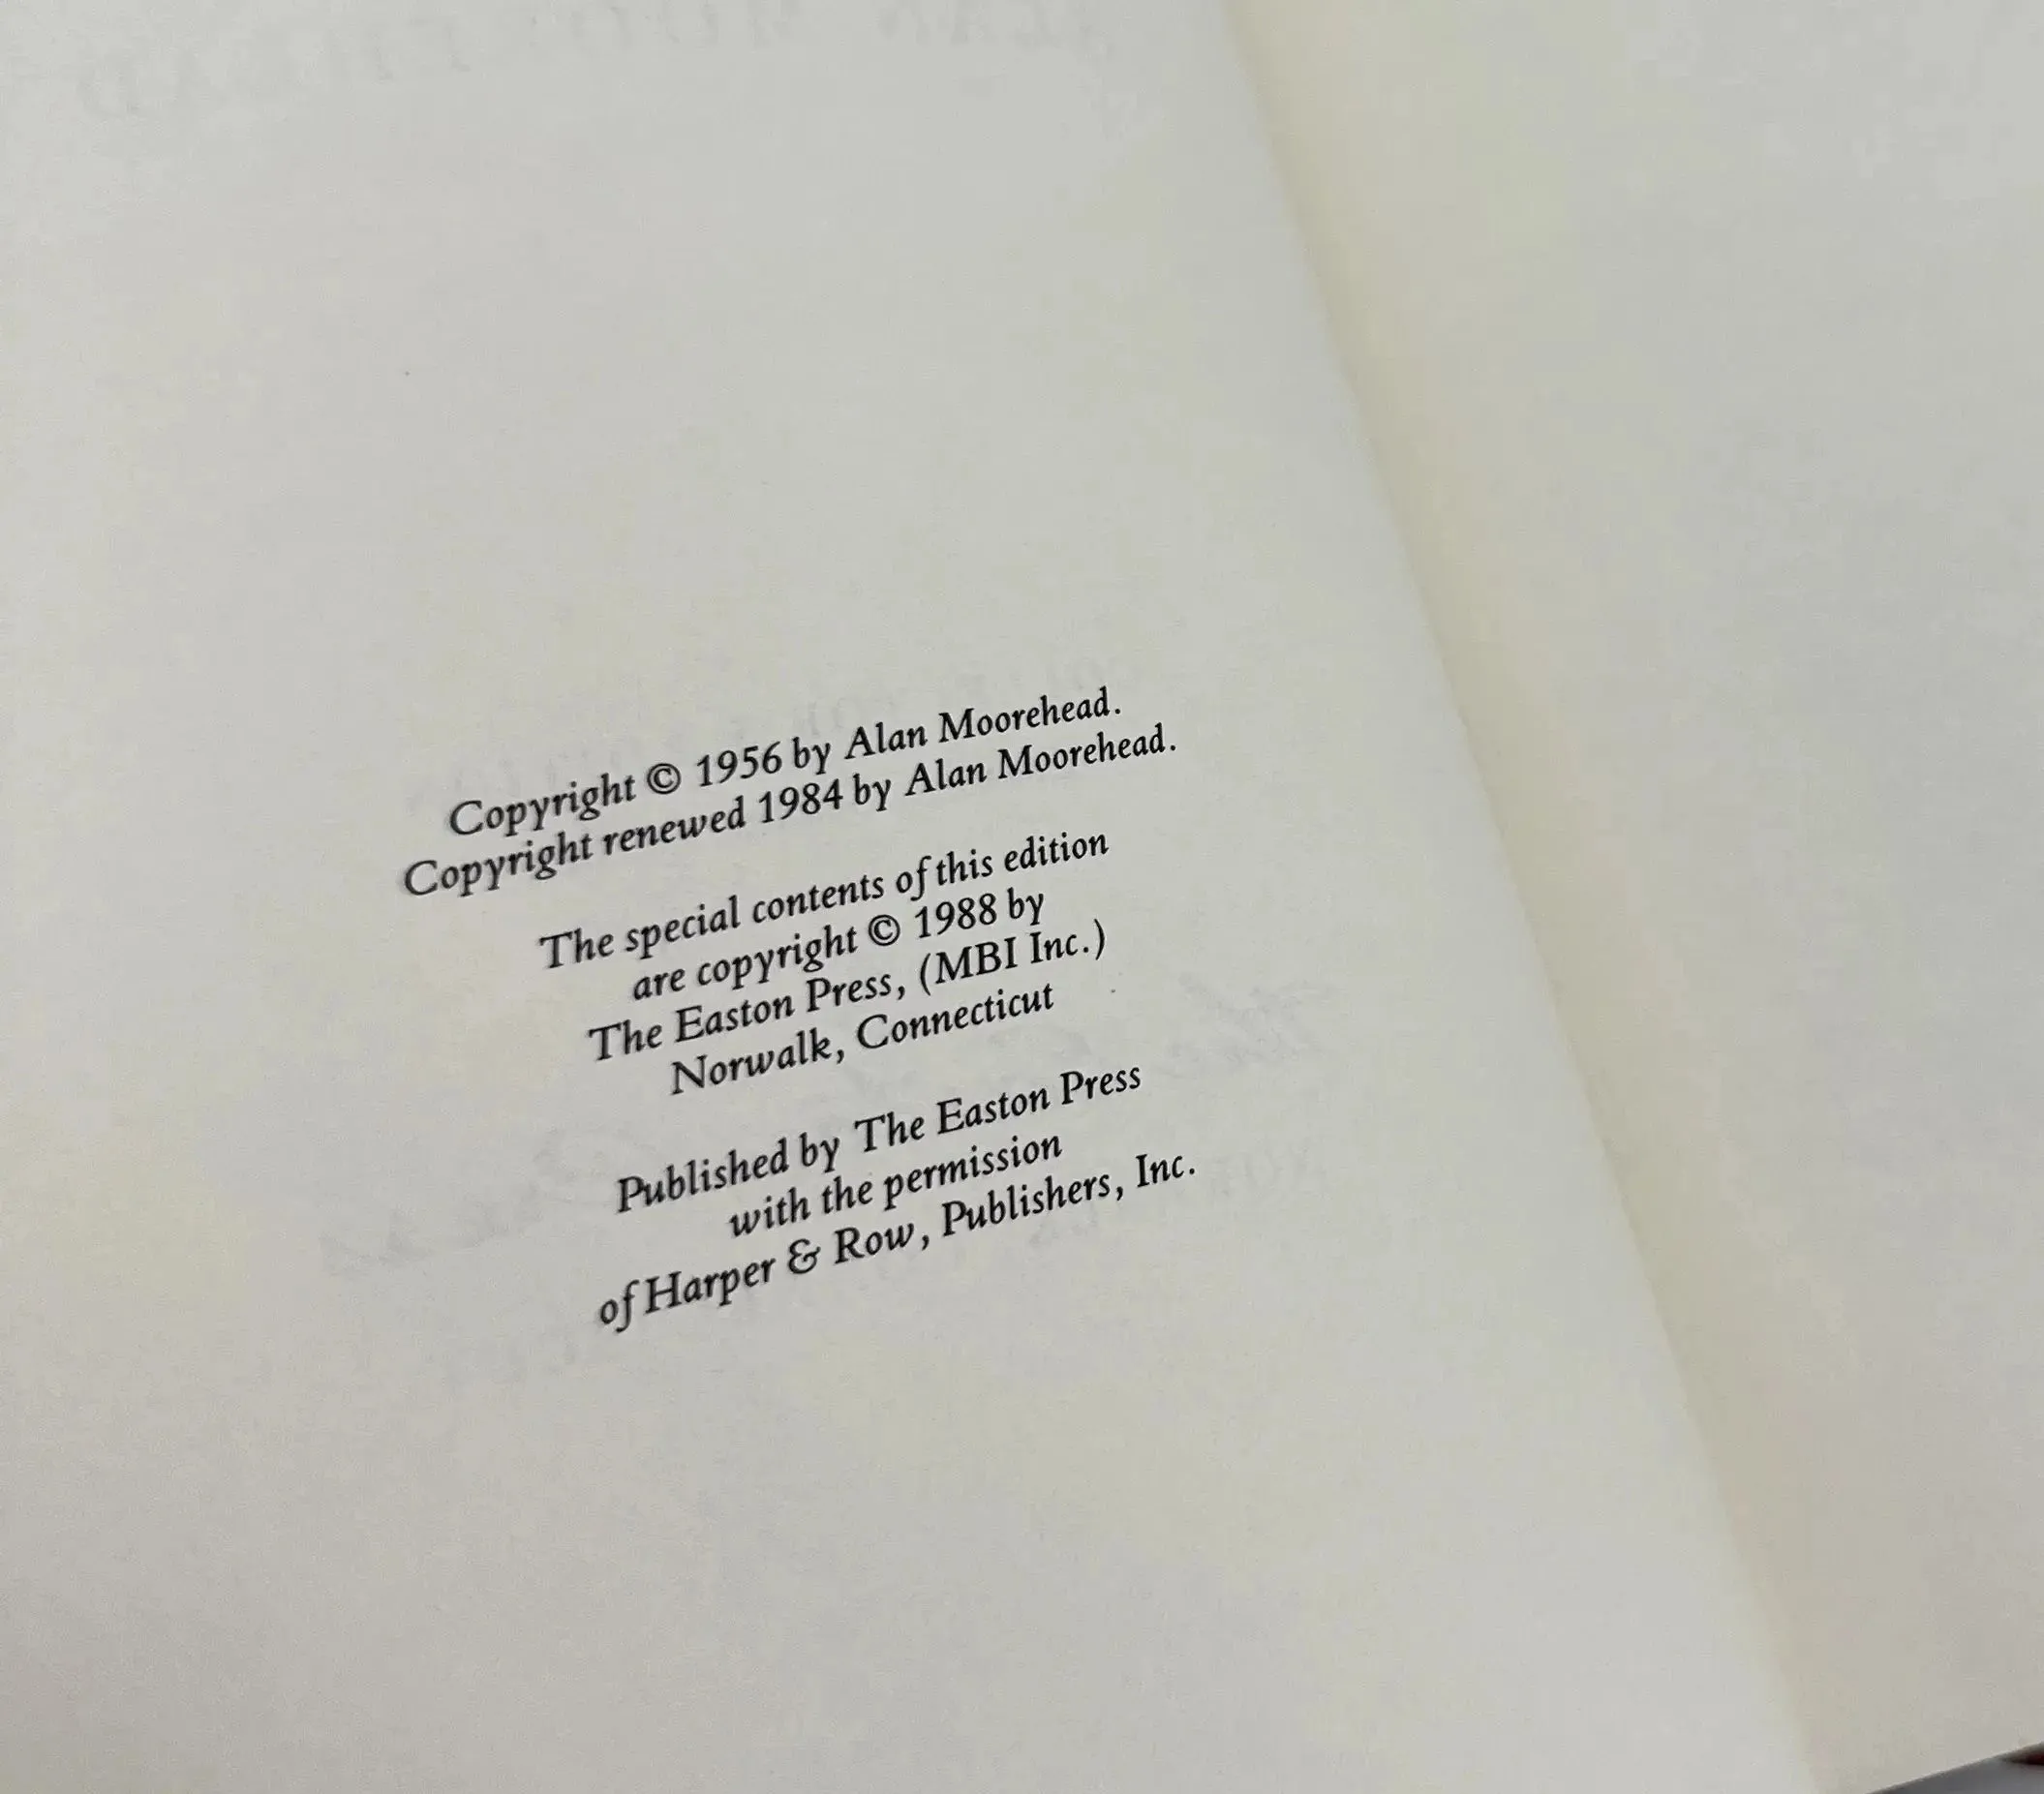 Copyright © 1956 by Alan Moorehead.
Copyright renewed 1984 by Alan Moorehead.
The special contents of this edition
are copyright © 1988 by
The Easton Press, (MBI Inc.)
Norwalk, Connecticut
Published by The Easton Press
with the permission
of Harper & Row, Publishers, Inc.